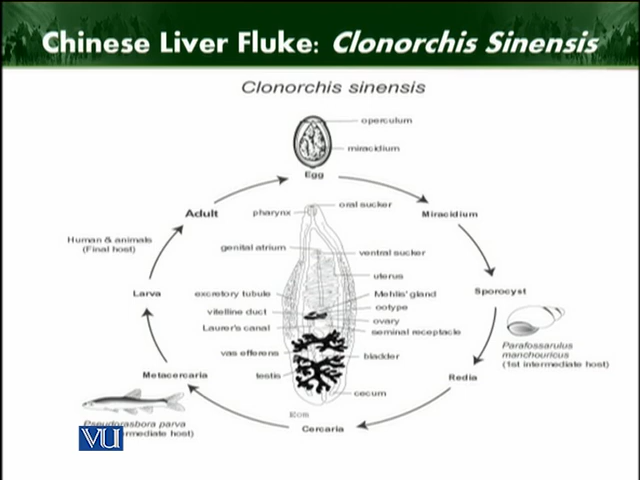 Chinese Liver Fluke: Clonorchis Sinensis
Clonorchis sinensis
operculum
miracidium
Egg
Adult
pharynx
oral sucker
Miracidium
Human & animals
(Final host)
genital atrium
ventral sucker
uterus
Larva
excretory tubule
Mehlis' gland
Sporocyst
vitelline duct
ootype
ovary
Laurer's canal
seminal receptacle
Parafossarulus
manchouricus
(1st intermediate host)
vas efferens
bladder
Metacercaria
testis
Redia
cecum
Pseudorasbora parva
VU
ermediate host)
Cercaria